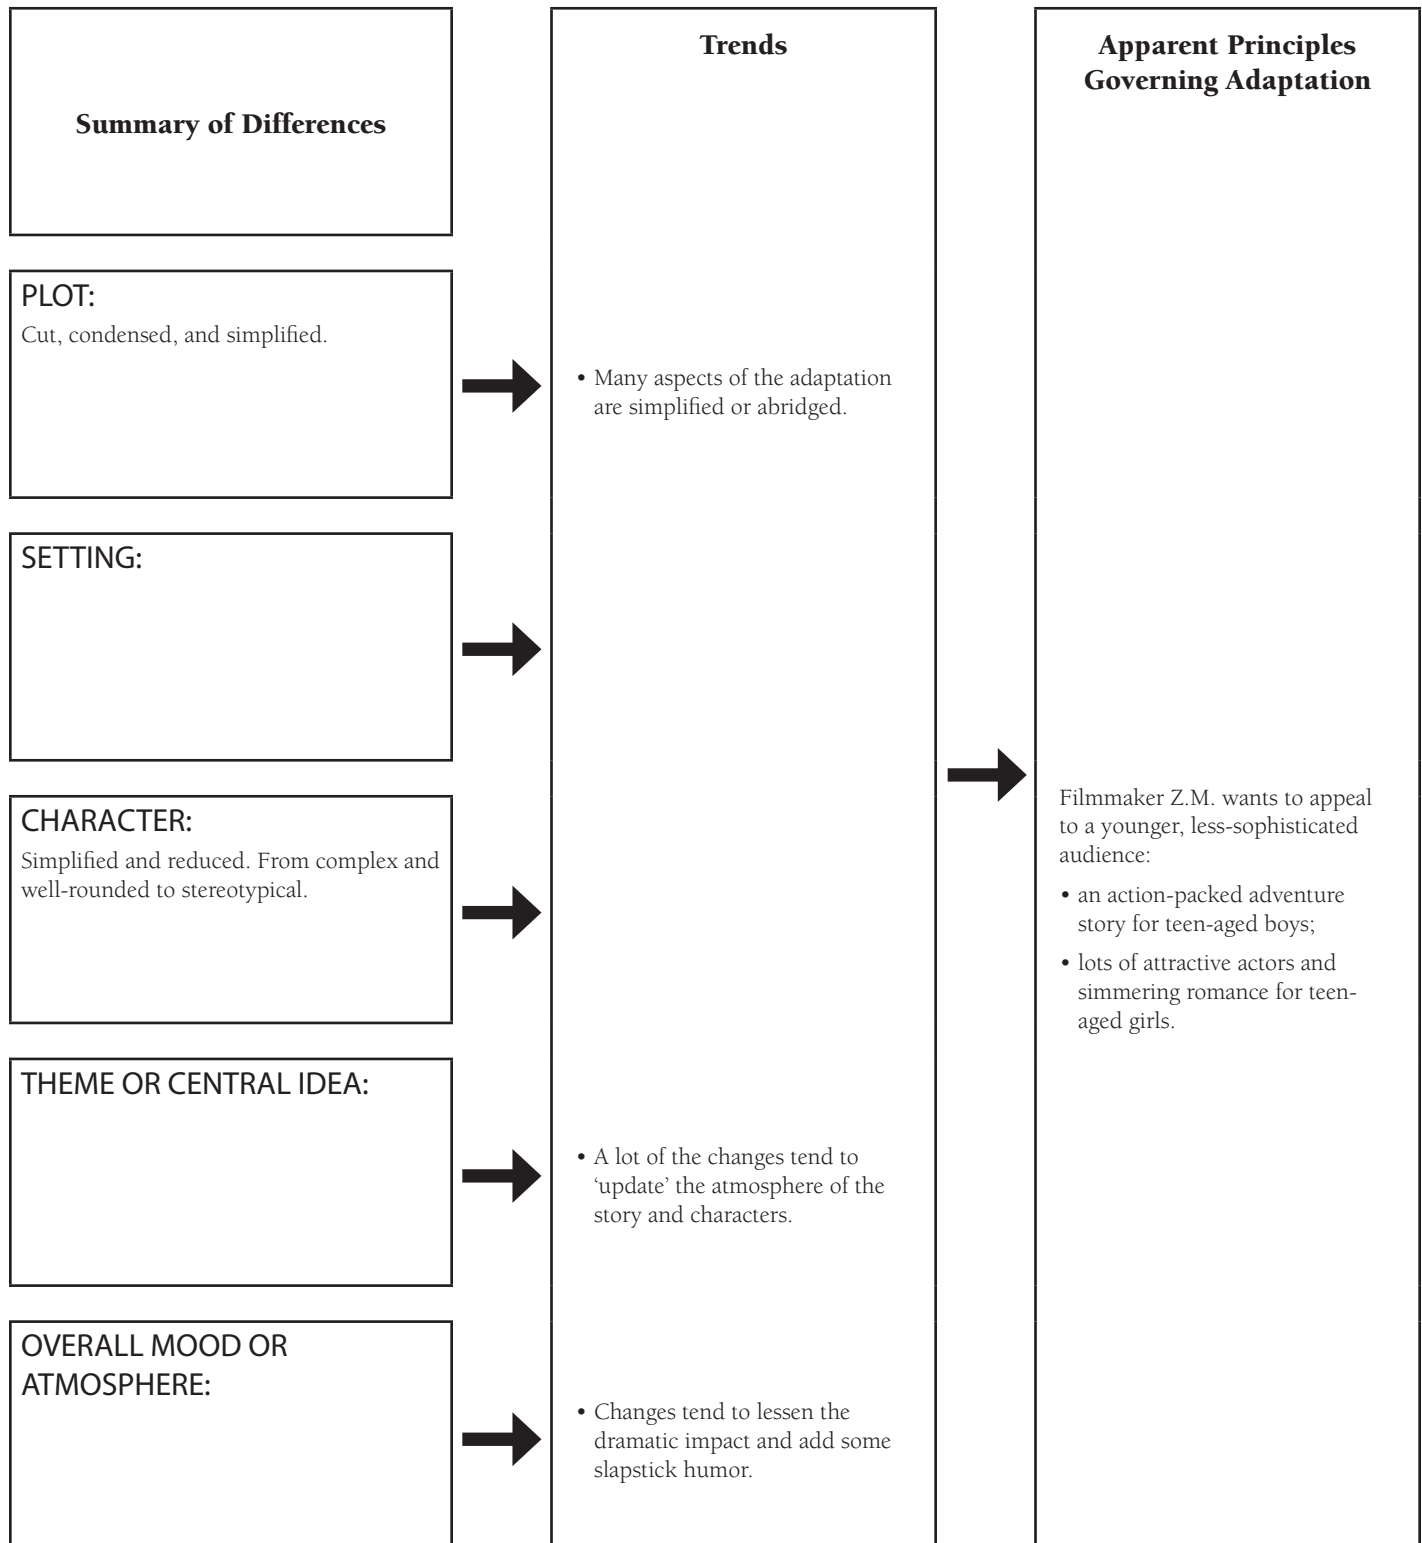 Summary of Differences
PLOT:
Cut, condensed, and simplified.
SETTING:
CHARACTER:
Simplified and reduced. From complex and
well-rounded to stereotypical.
THEME OR CENTRAL IDEA:
OVERALL MOOD OR
ATMOSPHERE:
Trends
• Many aspects of the adaptation
are simplified or abridged.
• A lot of the changes tend to
‘update’ the atmosphere of the
story and characters.
• Changes tend to lessen the
dramatic impact and add some
slapstick humor.
Apparent Principles
Governing Adaptation
Filmmaker Z.M. wants to appeal
to a younger, less-sophisticated
audience:
• an action-packed adventure
story for teen-aged boys;
• lots of attractive actors and
simmering romance for teen-
aged girls.